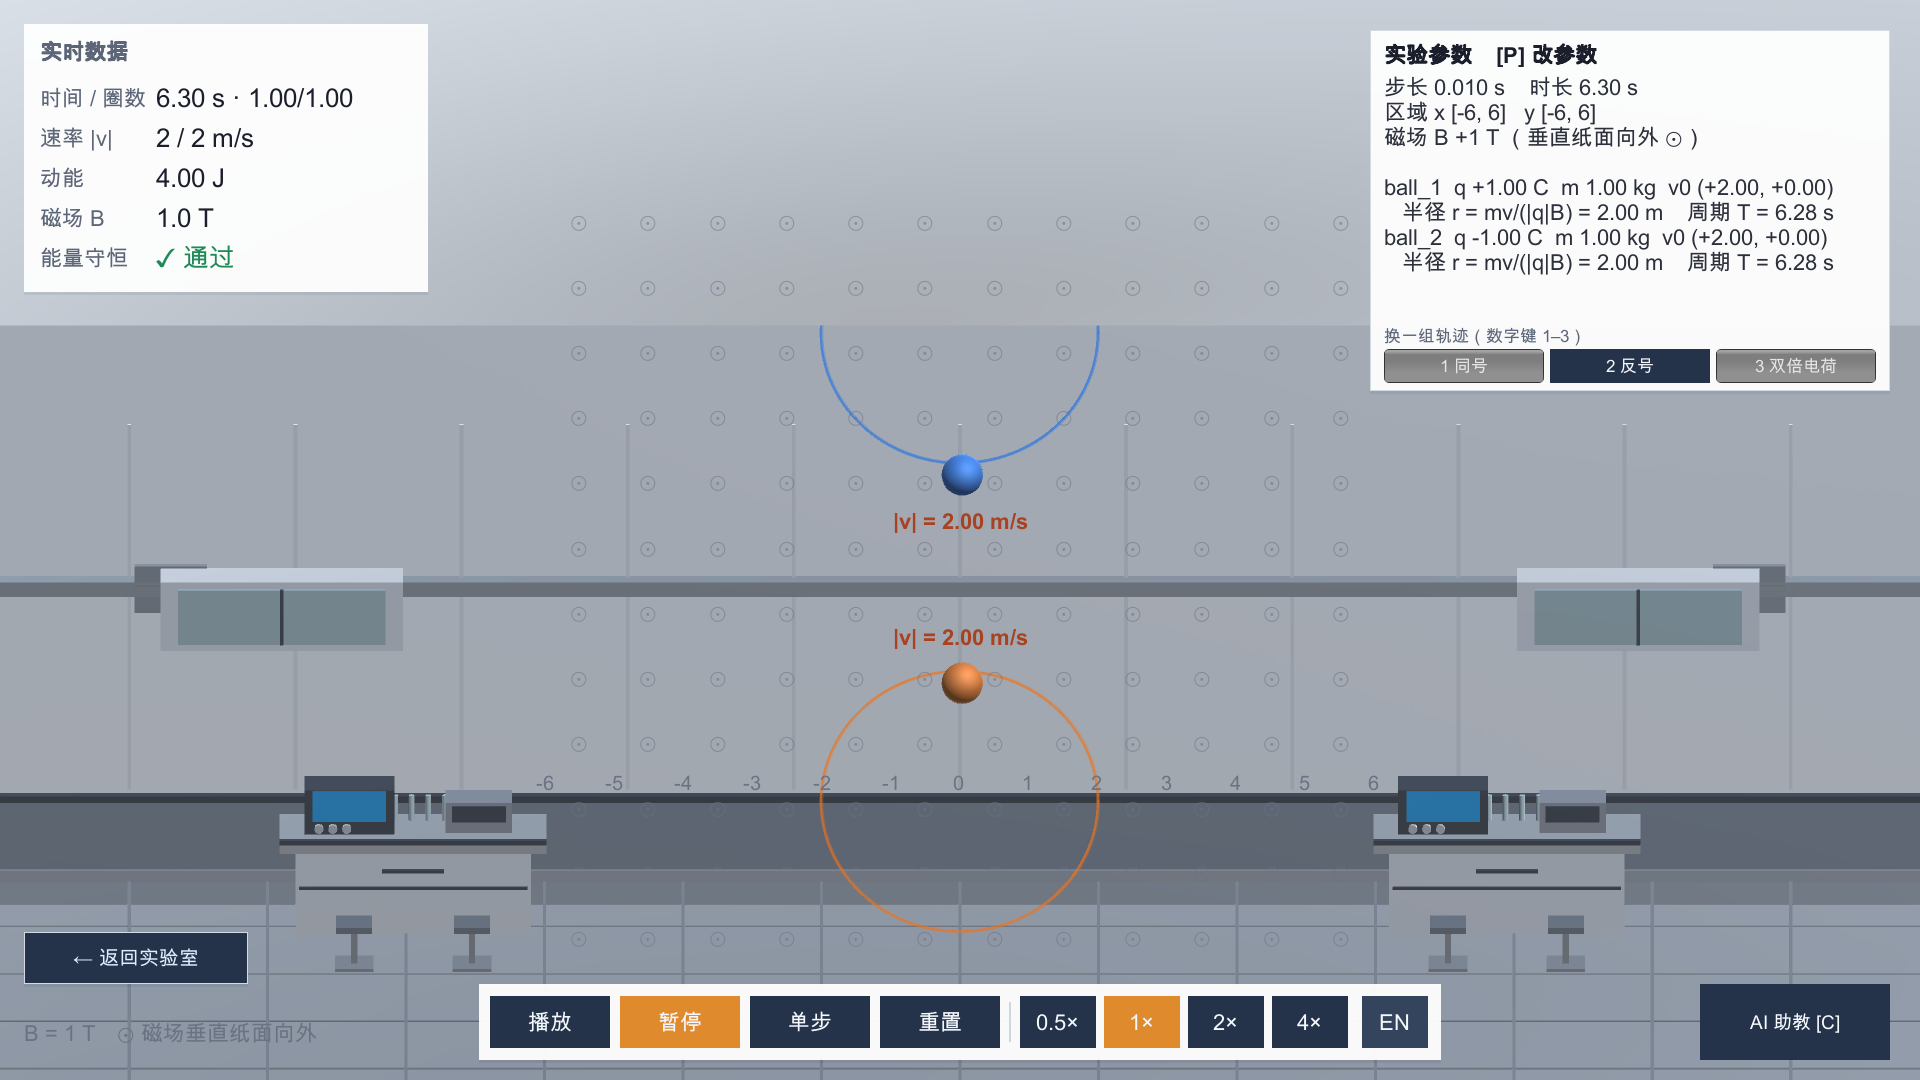 实时数据
时间 / 圈数 6.30 s · 1.00/1.00
速率 |v| 2 / 2 m/s
动能 4.00 J
磁场 B 1.0 T
能量守恒 ✓ 通过
实验参数 [P] 改参数
步长 0.010 s 时长 6.30 s
区域 x [-6, 6] y [-6, 6]
磁场 B +1 T ( 垂直纸面向外 ⊙ )
ball_1 q +1.00 C m 1.00 kg v0 (+2.00, +0.00)
半径 r = mv/(|q|B) = 2.00 m 周期 T = 6.28 s
ball_2 q -1.00 C m 1.00 kg v0 (+2.00, +0.00)
半径 r = mv/(|q|B) = 2.00 m 周期 T = 6.28 s
换一组轨迹 ( 数字键 1–3 )
1 同号 2 反号 3 双倍电荷
|v| = 2.00 m/s
|v| = 2.00 m/s
-6 -5 -4 -3 -2 -1 0 1 2 3 4 5 6
← 返回实验室
B = 1 T ⊙ 磁场垂直纸面向外
播放 暂停 单步 重置 0.5× 1× 2× 4× EN
AI 助教 [C]